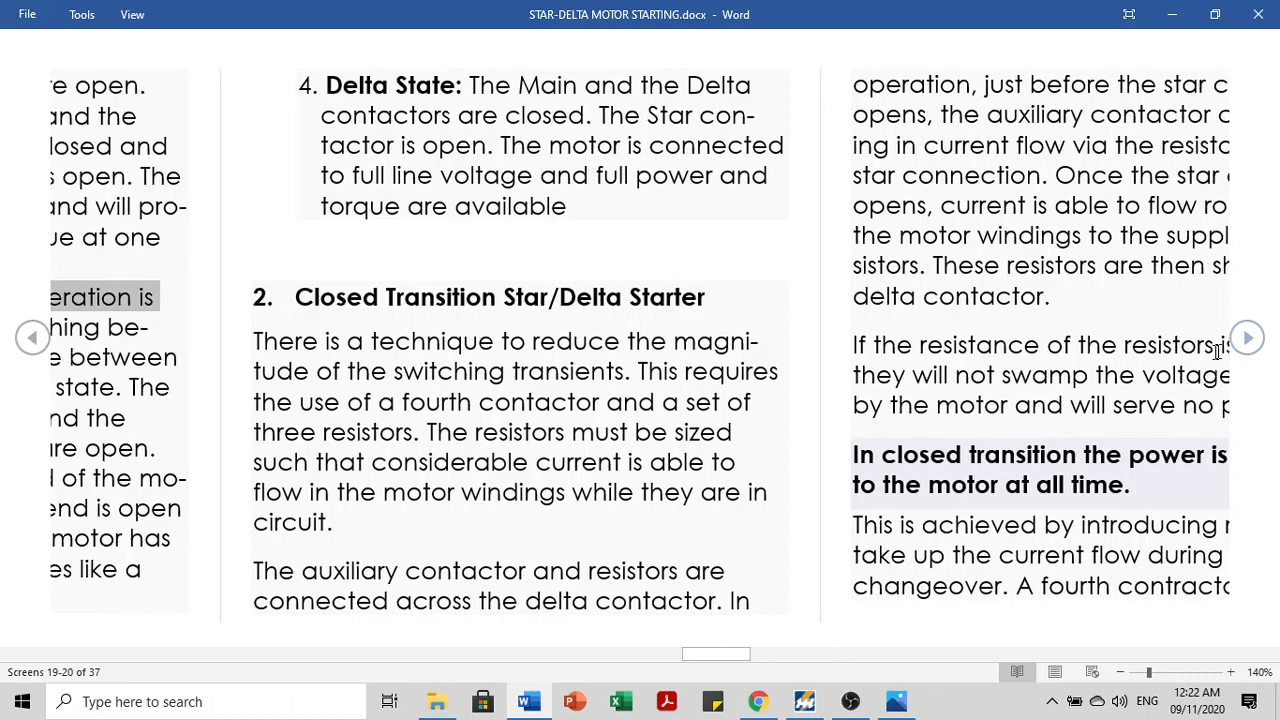 File
Tools
View
STAR-DELTA MOTOR STARTING.docx - Word
re open.
and the
losed and
s open. The
and will pro-
ue at one
eration is
hing be-
e between
state. The
nd the
are open.
d of the mo-
end is open
motor has
es like a
4. Delta State: The Main and the Delta
contactors are closed. The Star con-
tactor is open. The motor is connected
to full line voltage and full power and
torque are available
2. Closed Transition Star/Delta Starter
There is a technique to reduce the magni-
tude of the switching transients. This requires
the use of a fourth contactor and a set of
three resistors. The resistors must be sized
such that considerable current is able to
flow in the motor windings while they are in
circuit.
The auxiliary contactor and resistors are
connected across the delta contactor. In
operation, just before the star c
opens, the auxiliary contactor c
ing in current flow via the resisto
star connection. Once the star
opens, current is able to flow ro
the motor windings to the suppl
sistors. These resistors are then sh
delta contactor.
If the resistance of the resistors is
they will not swamp the voltage
by the motor and will serve no p
In closed transition the power is
to the motor at all time.
This is achieved by introducing r
take up the current flow during
changeover. A fourth contracto
Screens 19-20 of 37
140%
Type here to search
ENG
12:22 AM
09/11/2020